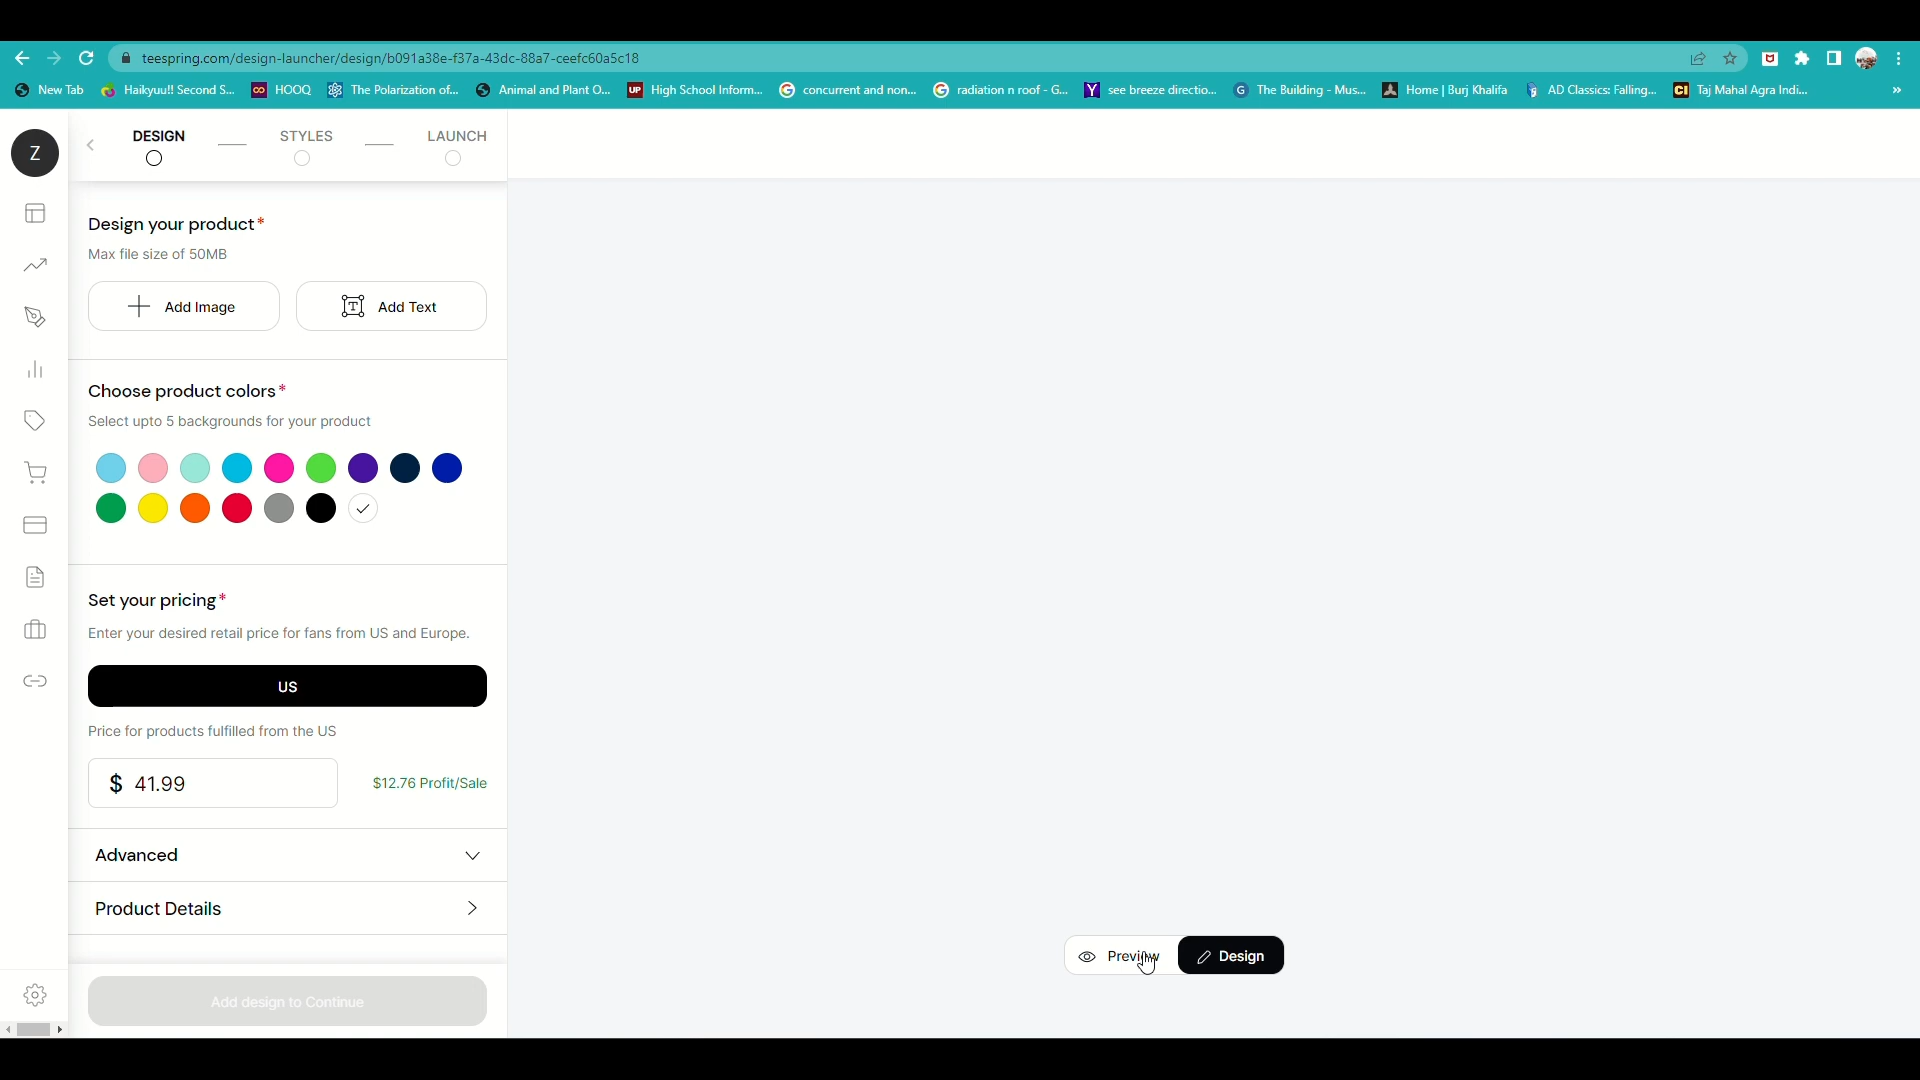 teespring.com/design-launcher/design/b091a38e-f37a-43dc-88a7-ceefc60a5c18
New Tab Haikyuu!! Second S... HOOQ The Polarization of... Animal and Plant O... UP High School Inform... concurrent and non... radiation n roof - G... Y see breeze directio... G The Building - Mus... Home | Burj Khalifa AD Classics: Falling... CI Taj Mahal Agra Indi... »
Z
DESIGN STYLES LAUNCH
Design your product*
Max file size of 50MB
Add Image
T Add Text
Choose product colors*
Select upto 5 backgrounds for your product
Set your pricing*
Enter your desired retail price for fans from US and Europe.
US
Price for products fulfilled from the US
$ 41.99
$12.76 Profit/Sale
Advanced
Product Details
Preview
Design
Add design to Continue